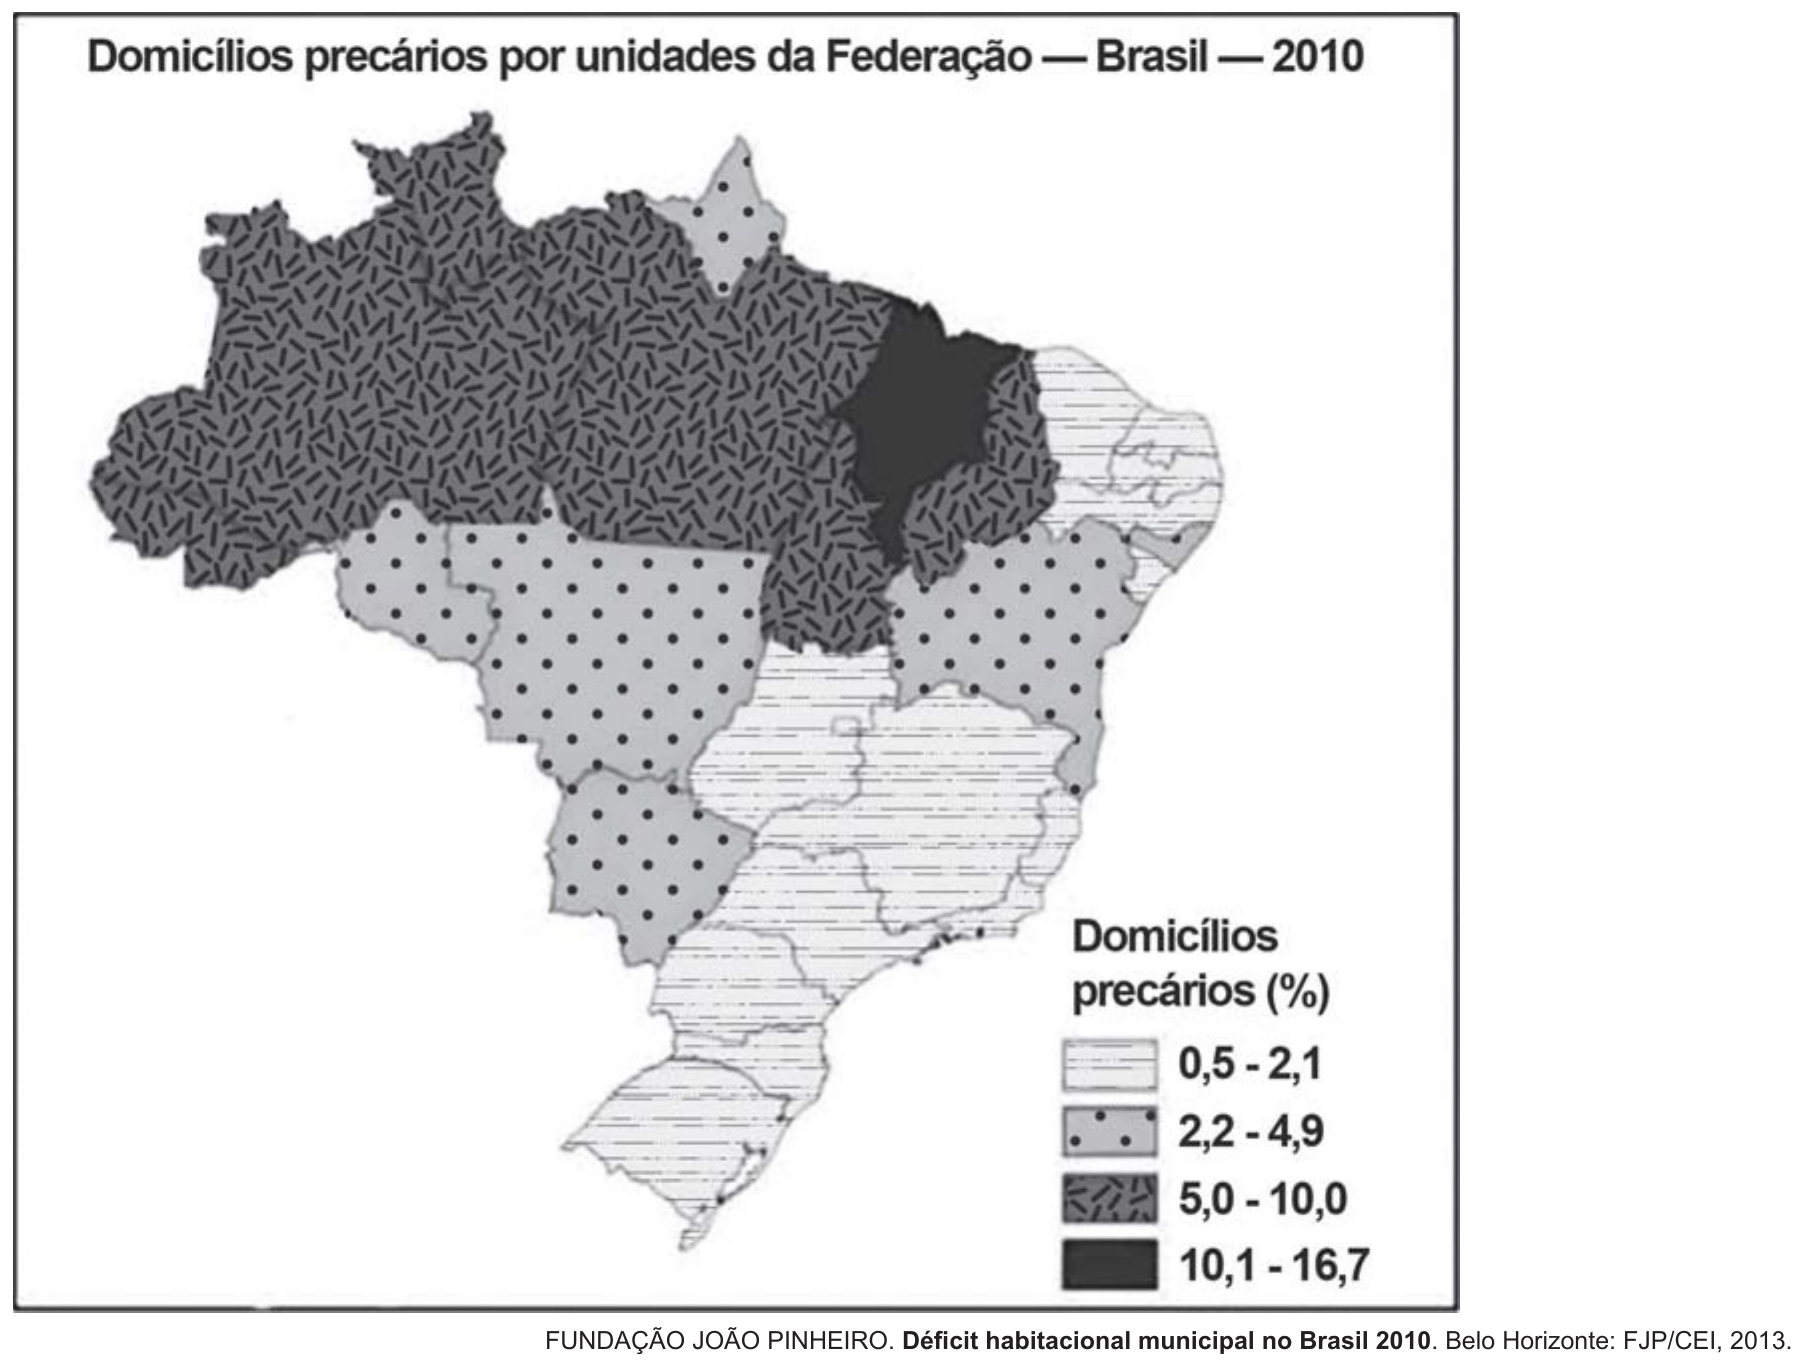 Domicílios precários por unidades da Federação — Brasil — 2010
Domicílios
precários (%)
0,5 - 2,1
2,2 - 4,9
5,0 - 10,0
10,1 - 16,7
FUNDAÇÃO JOÃO PINHEIRO. Déficit habitacional municipal no Brasil 2010. Belo Horizonte: FJP/CEI, 2013.